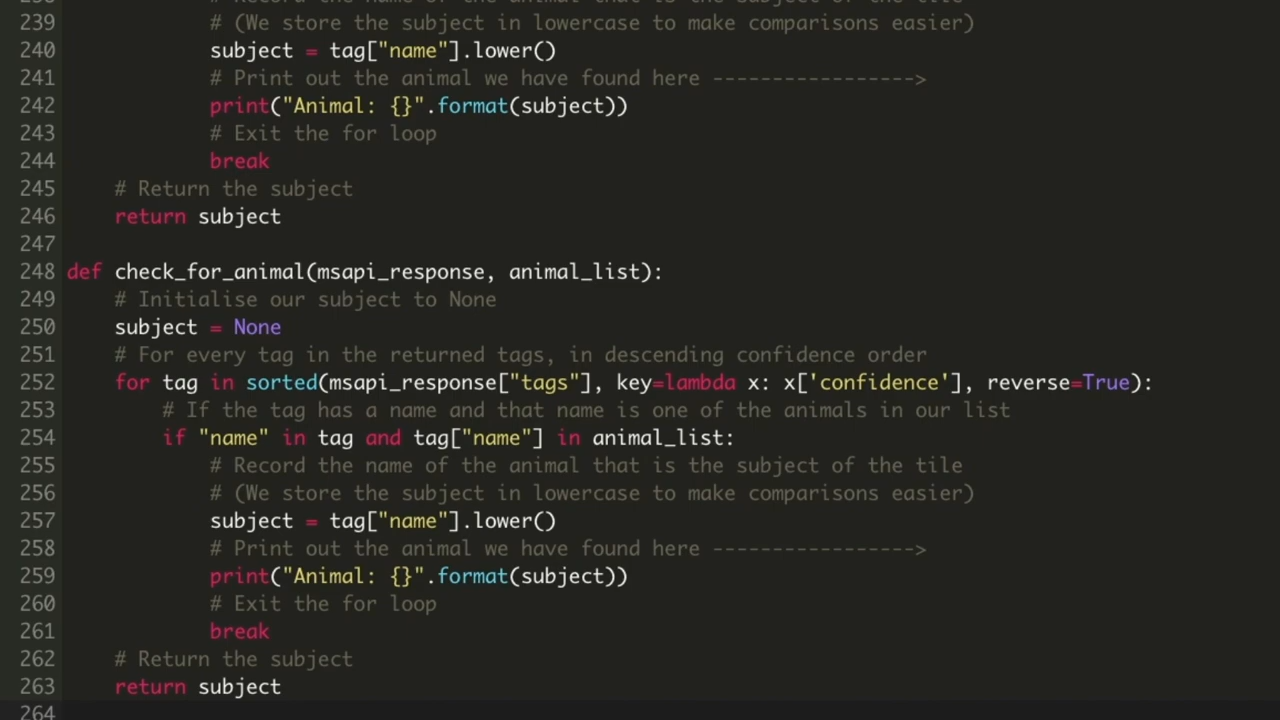 239 # (We store the subject in lowercase to make comparisons easier)
240 subject = tag["name"].lower()
241 # Print out the animal we have found here ----------------->
242 print("Animal: {}".format(subject))
243 # Exit the for loop
244 break
245 # Return the subject
246 return subject
247
248 def check_for_animal(msapi_response, animal_list):
249 # Initialise our subject to None
250 subject = None
251 # For every tag in the returned tags, in descending confidence order
252 for tag in sorted(msapi_response["tags"], key=lambda x: x['confidence'], reverse=True):
253 # If the tag has a name and that name is one of the animals in our list
254 if "name" in tag and tag["name"] in animal_list:
255 # Record the name of the animal that is the subject of the tile
256 # (We store the subject in lowercase to make comparisons easier)
257 subject = tag["name"].lower()
258 # Print out the animal we have found here ----------------->
259 print("Animal: {}".format(subject))
260 # Exit the for loop
261 break
262 # Return the subject
263 return subject
264